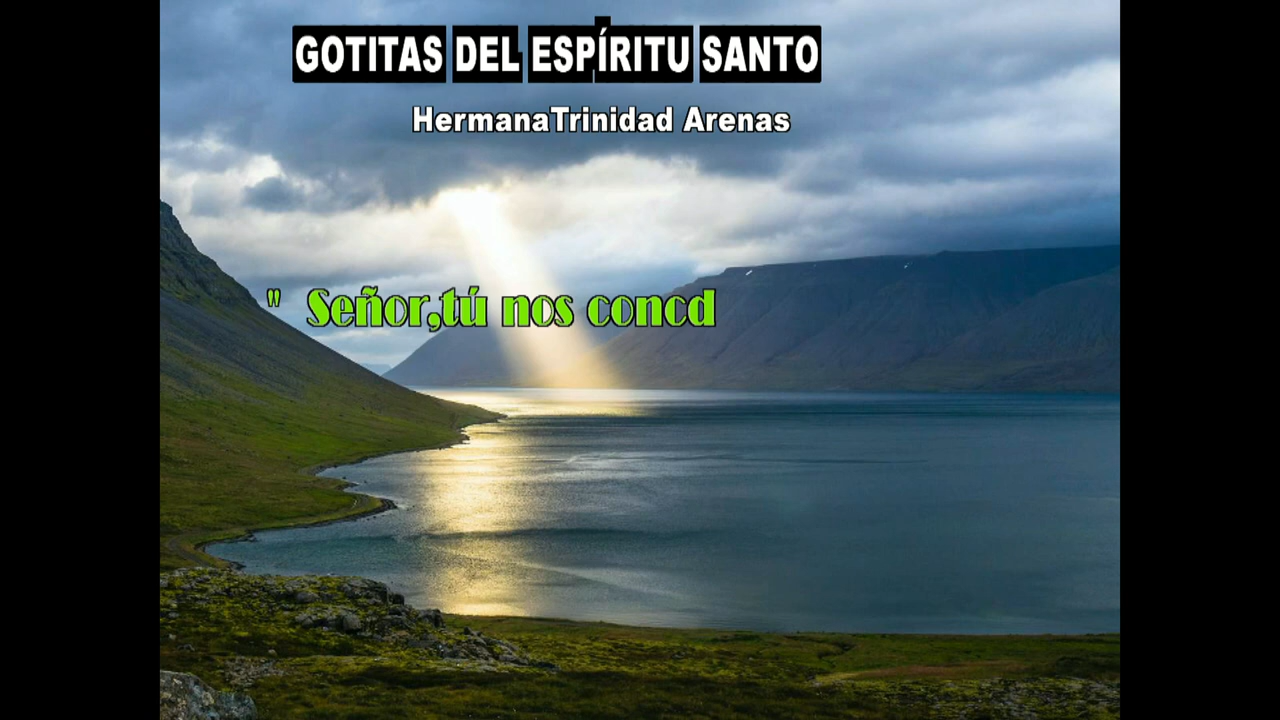 GOTITAS DEL ESPÍRITU SANTO
HermanaTrinidad Arenas
" Señor,tú nos concd